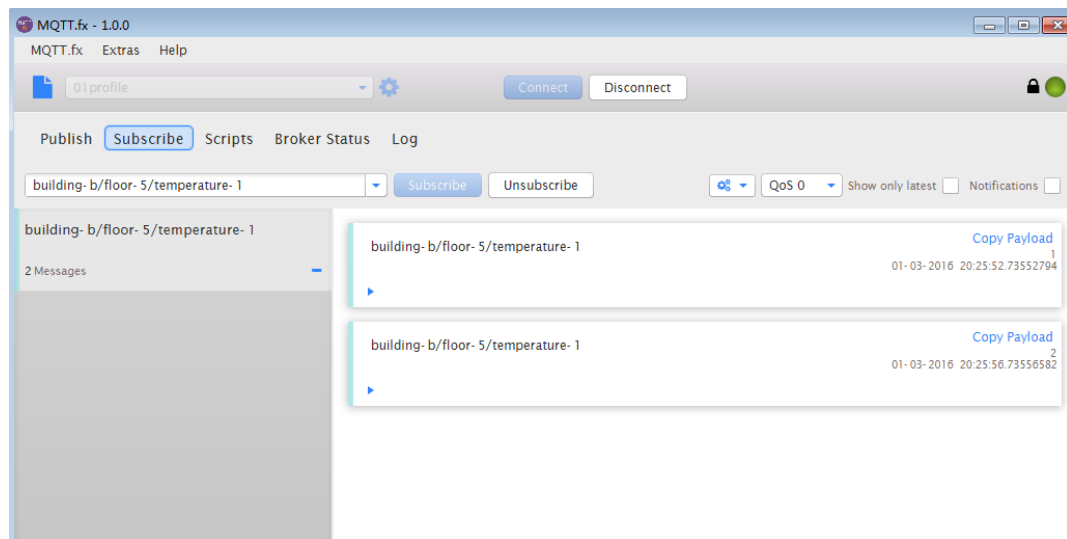 MQTT.fx - 1.0.0
MQTT.fx Extras Help
01profile Connect Disconnect
Publish Subscribe Scripts Broker Status Log
building- b/floor- 5/temperature- 1 Subscribe Unsubscribe QoS 0 Show only latest Notifications
building- b/floor- 5/temperature- 1
2 Messages
building- b/floor- 5/temperature- 1 Copy Payload
1
01- 03- 2016 20:25:52.73552794
building- b/floor- 5/temperature- 1 Copy Payload
2
01- 03- 2016 20:25:56.73556582